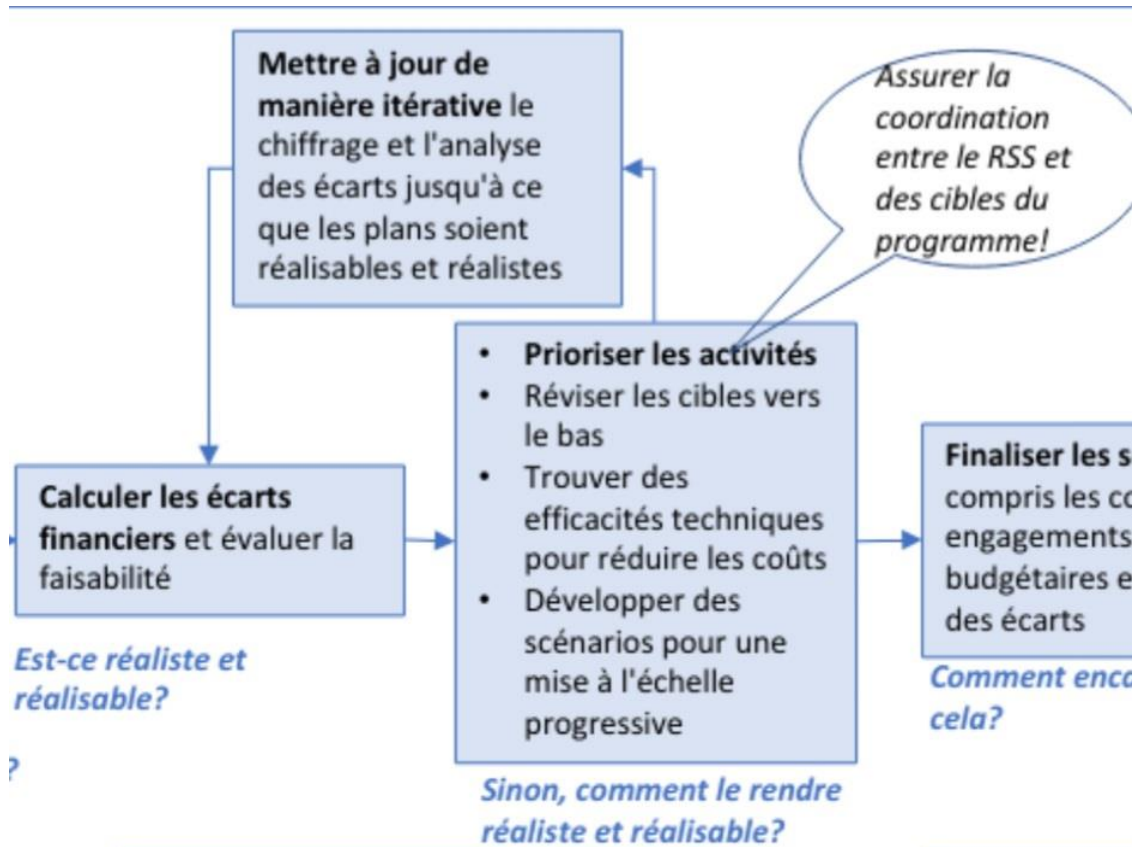 Mettre à jour de
manière itérative le
chiffrage et l'analyse
des écarts jusqu'à ce
que les plans soient
réalisables et réalistes
Assurer la
coordination
entre le RSS et
des cibles du
programme!
Calculer les écarts
financiers et évaluer la
faisabilité
Est-ce réaliste et
réalisable?
?
• Prioriser les activités
• Réviser les cibles vers
le bas
• Trouver des
efficacités techniques
pour réduire les coûts
• Développer des
scénarios pour une
mise à l'échelle
progressive
Sinon, comment le rendre
réaliste et réalisable?
Finaliser les
compris les
engagements
budgétaires
des écarts
Comment
cela?